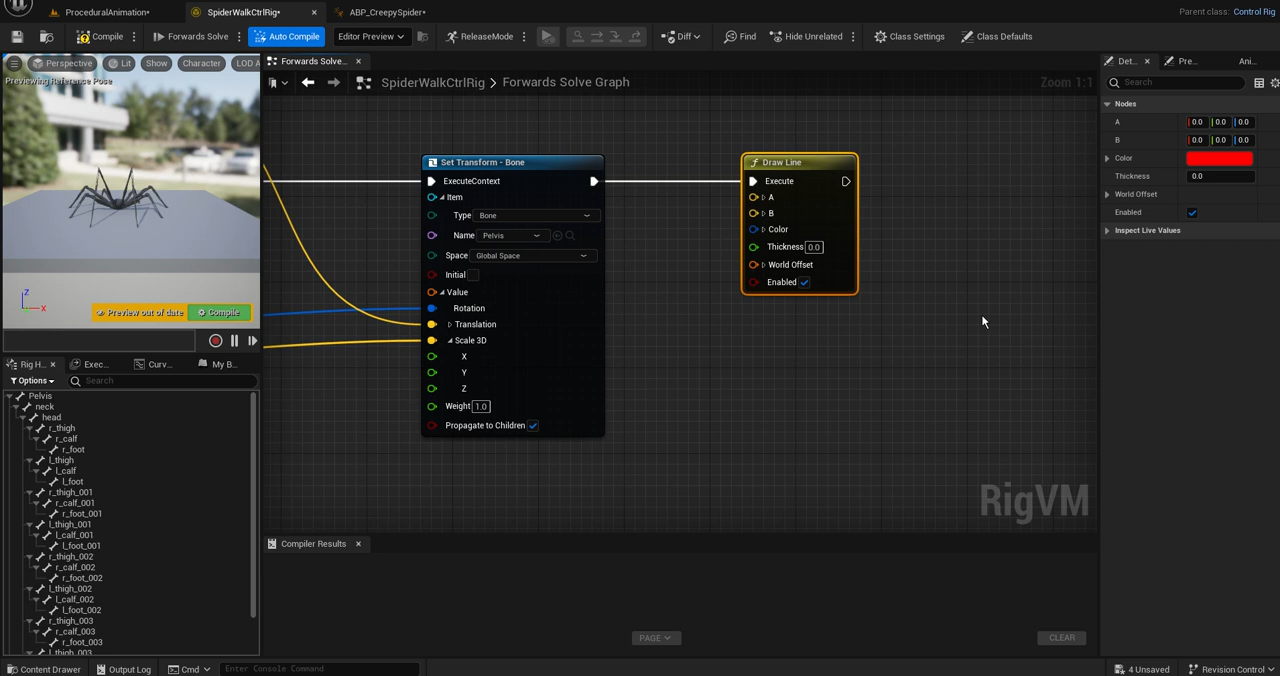 ProceduralAnimation*
SpiderWalkCtrlRig*
ABP_CreepySpider*
Parent class: Control Rig
Compile
Forwards Solve
Auto Compile
Editor Preview
ReleaseMode
Diff
Find
Hide Unrelated
Class Settings
Class Defaults
Perspective
Lit
Show
Character
LOD A
Previewing Reference Pose
Z
X
Preview out of date
Compile
Rig H...
Exec...
Curv...
My B...
Options
Search
Pelvis
neck
head
r_thigh
r_calf
r_foot
l_thigh
l_calf
l_foot
r_thigh_001
r_calf_001
r_foot_001
l_thigh_001
l_calf_001
l_foot_001
r_thigh_002
r_calf_002
r_foot_002
l_thigh_002
l_calf_002
l_foot_002
r_thigh_003
r_calf_003
r_foot_003
l_thigh_003
Forwards Solve...
SpiderWalkCtrlRig > Forwards Solve Graph
Zoom 1:1
Set Transform - Bone
ExecuteContext
Item
Type Bone
Name Pelvis
Space Global Space
Initial
Value
Rotation
Translation
Scale 3D
X
Y
Z
Weight 1.0
Propagate to Children
Draw Line
Execute
A
B
Color
Thickness 0.0
World Offset
Enabled
RigVM
Compiler Results
PAGE
CLEAR
Det...
Pre...
Ani...
Search
Nodes
A 0.0 0.0 0.0
B 0.0 0.0 0.0
Color
Thickness 0.0
World Offset
Enabled
Inspect Live Values
Content Drawer
Output Log
Cmd
Enter Console Command
4 Unsaved
Revision Control